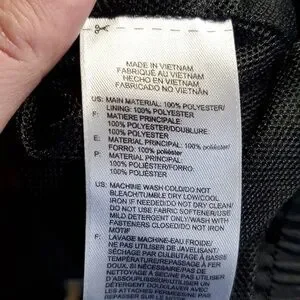 MADE IN VIETNAM
FABRIQUÉ AU VIETNAM
HECHO EN VIETNAM
FABRICADO NO VIETNÃ
US: MAIN MATERIAL: 100% POLYESTER/
LINING: 100% POLYESTER
F: MATIERE PRINCIPALE:
100% POLYESTER/DOUBLURE:
100% POLYESTER
E: MATERIAL PRINCIPAL:
100% POLIÉSTER/
FORRO: 100% poliéster
P: MATERIAL PRINCIPAL:
100% POLIÉSTER/FORRO:
100% POLIÉSTER
US: MACHINE WASH COLD/DO NOT
BLEACH/TUMBLE DRY LOW/COOL
IRON IF NEEDED/DO NOT DRY CLEAN/
DO NOT USE FABRIC SOFTENER/USE
MILD DETERGENT ONLY/WASH WITH
FASTENERS CLOSED/DO NOT IRON
MOTIF
F: LAVAGE MACHINE-EAU FROIDE/
NE PAS UTILISER DE JAVELISANT/
SÉCHAGE PAR CULBUTAGE À BASSE
TEMPÉRATURE/REPASSAGE À FER